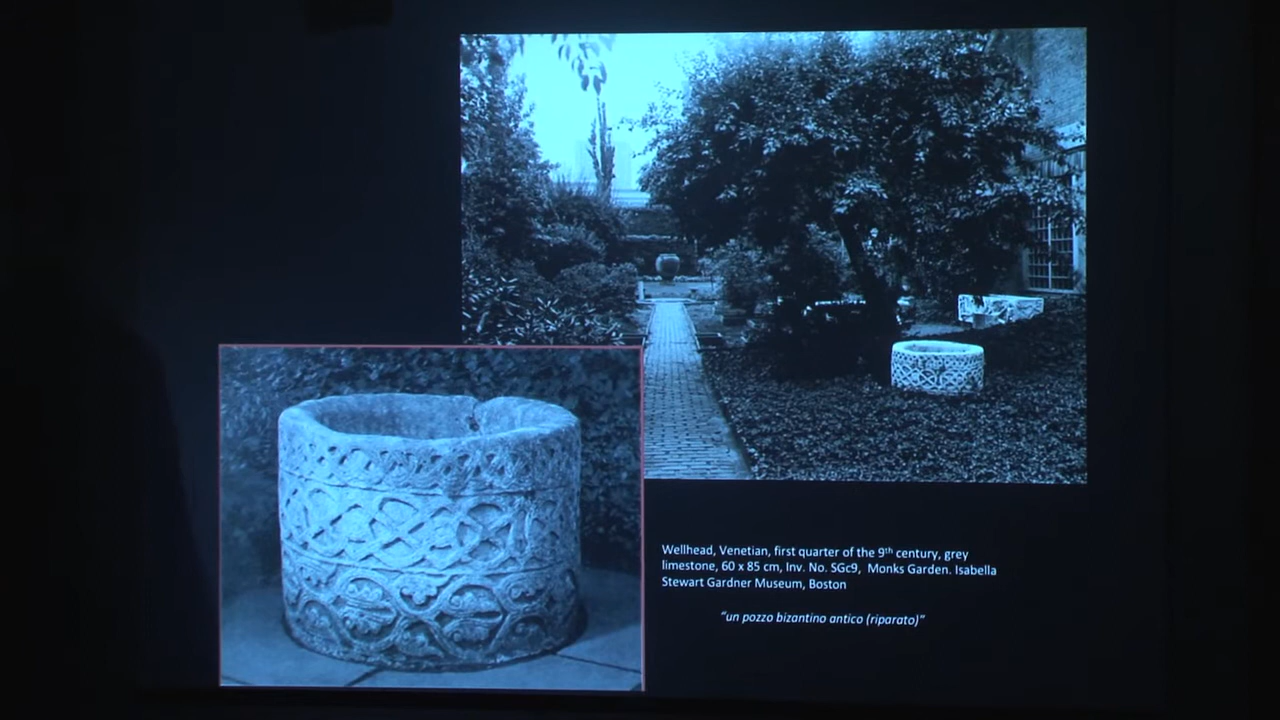 Wellhead, Venetian, first quarter of the 9th century, grey
limestone, 60 x 85 cm, Inv. No. SGc9, Monks Garden. Isabella
Stewart Gardner Museum, Boston
"un pozzo bizantino antico (riparato)"